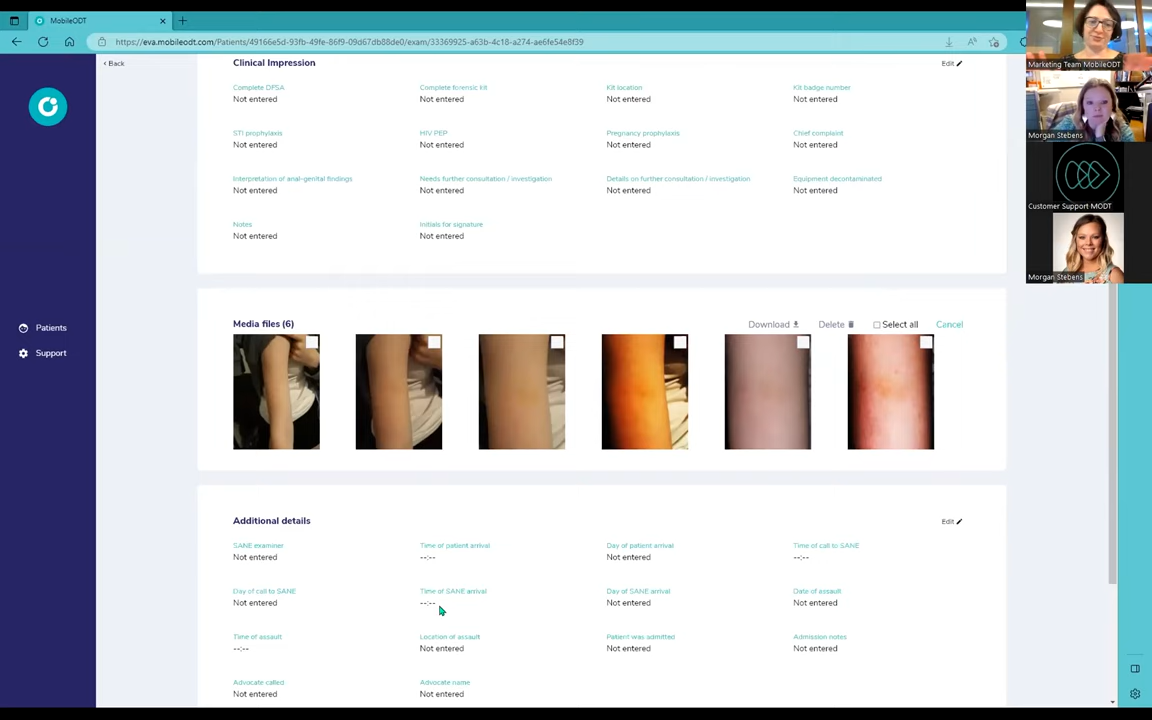 MobileODT
https://eva.mobileodt.com/Patients/49166e5d-93fb-49fe-86f9-09d67db88de0/exam/33369925-a63b-4c18-a274-ae6fe54e8f39
Marketing Team MobileODT
Morgan Stebens
Customer Support MODT
Morgan Stebens
< Back
Patients
Support
Clinical Impression Edit
Complete DFSA Complete forensic kit Kit location Kit badge number
Not entered Not entered Not entered Not entered
STI prophylaxis HIV PEP Pregnancy prophylaxis Chief complaint
Not entered Not entered Not entered Not entered
Interpretation of anal-genital findings Needs further consultation / investigation Details on further consultation / investigation Equipment decontaminated
Not entered Not entered Not entered Not entered
Notes Initials for signature
Not entered Not entered
Media files (6) Download Delete Select all Cancel
Additional details Edit
SANE examiner Time of patient arrival Day of patient arrival Time of call to SANE
Not entered --:-- Not entered --:--
Day of call to SANE Time of SANE arrival Day of SANE arrival Date of assault
Not entered --:-- Not entered Not entered
Time of assault Location of assault Patient was admitted Admission notes
--:-- Not entered Not entered Not entered
Advocate called Advocate name
Not entered Not entered